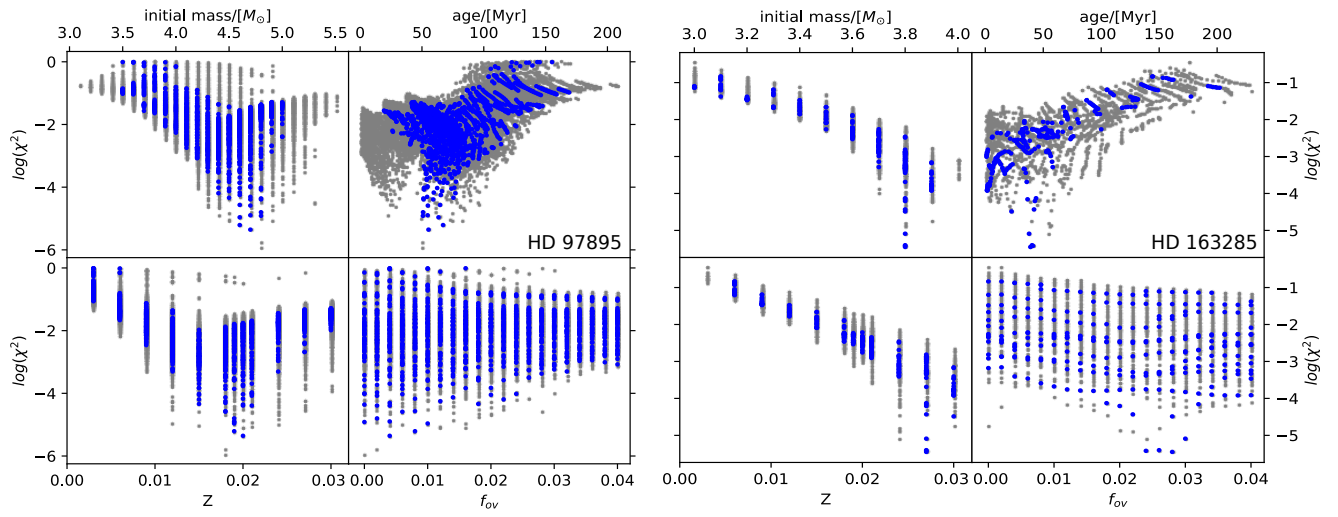 initial mass/[M⊙] age/[Myr] initial mass/[M⊙] age/[Myr]
3.0 3.5 4.0 4.5 5.0 5.5 0 50 100 150 200 3.0 3.2 3.4 3.6 3.6 3.8 4.0 0 50 100 150 200
0
−2
−4
−6
log(χ²)
HD 97895
−1
−2
−3
−4
−5
log(χ²)
HD 163285
0
−2
−4
−6
log(χ²)
−1
−2
−3
−4
−5
log(χ²)
0.00 0.01 0.02 0.03 0.00 0.01 0.02 0.03 0.04 0.00 0.01 0.02 0.03 0.00 0.01 0.02 0.03 0.04
Z f_ov Z f_ov